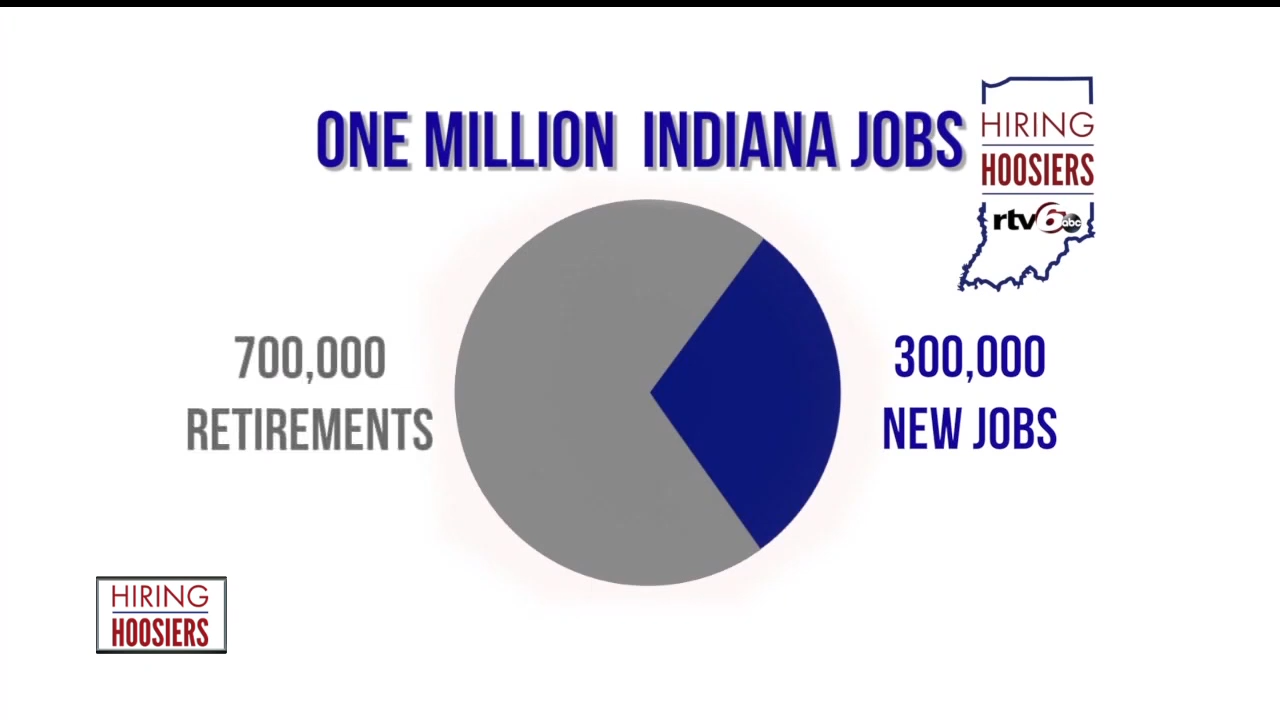 ONE MILLION INDIANA JOBS
HIRING
HOOSIERS
rtv6 abc
700,000
RETIREMENTS
300,000
NEW JOBS
HIRING
HOOSIERS